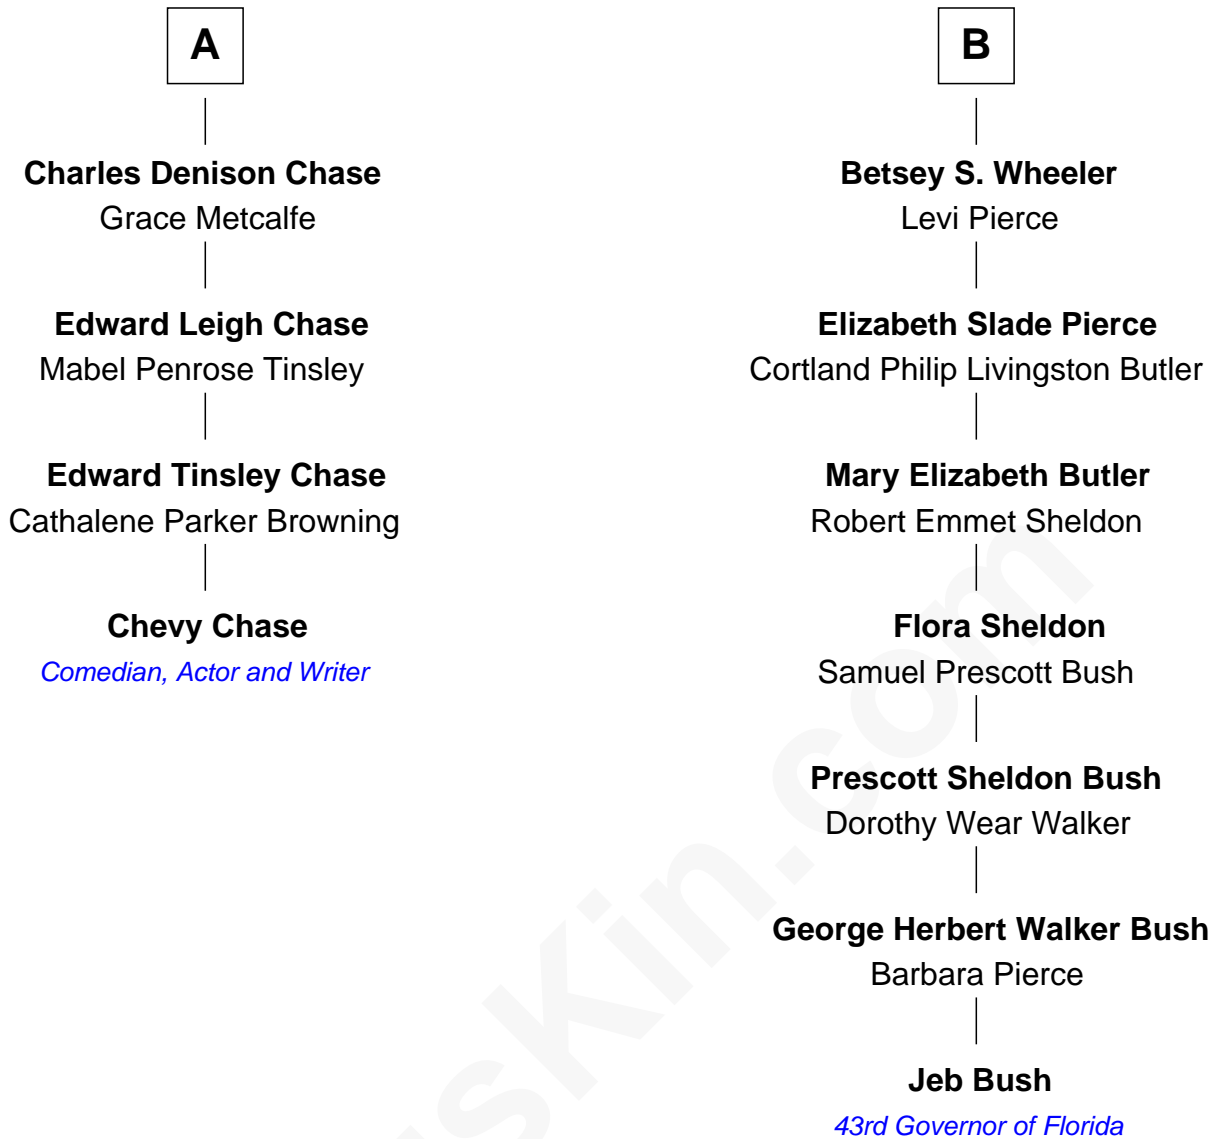 A
Charles Denison Chase
Grace Metcalfe
Edward Leigh Chase
Mabel Penrose Tinsley
Edward Tinsley Chase
Cathalene Parker Browning
Chevy Chase
Comedian, Actor and Writer
B
Betsey S. Wheeler
Levi Pierce
Elizabeth Slade Pierce
Cortland Philip Livingston Butler
Mary Elizabeth Butler
Robert Emmet Sheldon
Flora Sheldon
Samuel Prescott Bush
Prescott Sheldon Bush
Dorothy Wear Walker
George Herbert Walker Bush
Barbara Pierce
Jeb Bush
43rd Governor of Florida